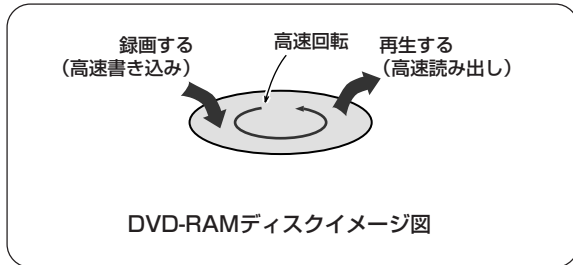 録画する
（高速書き込み）
高速回転
再生する
（高速読み出し）
DVD-RAMディスクイメージ図